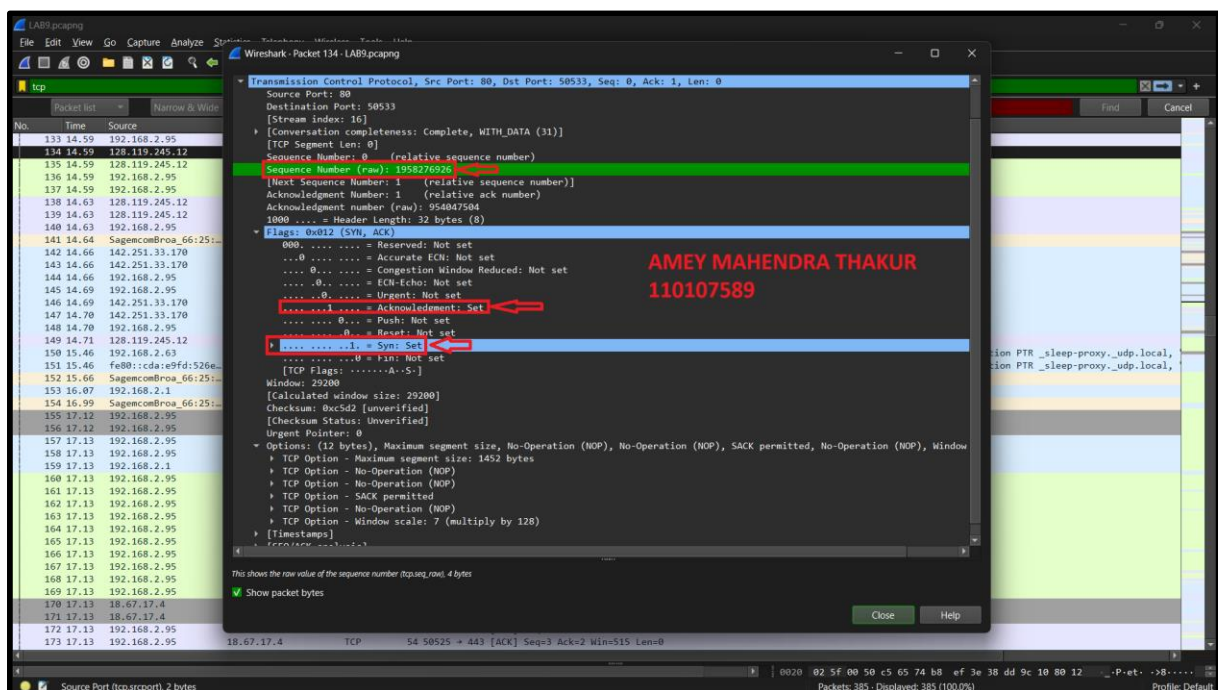 LAB9.pcapng
File Edit View Go Capture Analyze
Wireshark · Packet 134 · LAB9.pcapng
tcp
Packet list Narrow & Wide Find Cancel
No. Time Source
133 14.59 192.168.2.95
134 14.59 128.119.245.12
135 14.59 128.119.245.12
136 14.59 192.168.2.95
137 14.59 192.168.2.95
138 14.63 128.119.245.12
139 14.63 128.119.245.12
140 14.63 192.168.2.95
141 14.64 SagemcomBroa_66:25:…
142 14.66 142.251.33.170
143 14.66 142.251.33.170
144 14.66 192.168.2.95
145 14.69 192.168.2.95
146 14.69 142.251.33.170
147 14.70 142.251.33.170
148 14.70 192.168.2.95
149 14.71 128.119.245.12
150 15.46 192.168.2.63
151 15.46 fe80::cda:e9fd:526e…
152 15.66 SagemcomBroa_66:25:…
153 16.07 192.168.2.1
154 16.99 SagemcomBroa_66:25:…
155 17.12 192.168.2.95
156 17.12 192.168.2.95
157 17.13 192.168.2.95
158 17.13 192.168.2.95
159 17.13 192.168.2.1
160 17.13 192.168.2.95
161 17.13 192.168.2.95
162 17.13 192.168.2.95
163 17.13 192.168.2.95
164 17.13 192.168.2.95
165 17.13 192.168.2.95
166 17.13 192.168.2.95
167 17.13 192.168.2.95
168 17.13 192.168.2.95
169 17.13 192.168.2.95
170 17.13 18.67.17.4
171 17.13 18.67.17.4
172 17.13 192.168.2.95
173 17.13 192.168.2.95 18.67.17.4 TCP 54 50525 → 443 [ACK] Seq=3 Ack=2 Win=515 Len=0
Transmission Control Protocol, Src Port: 80, Dst Port: 50533, Seq: 0, Ack: 1, Len: 0
Source Port: 80
Destination Port: 50533
[Stream index: 16]
[Conversation completeness: Complete, WITH_DATA (31)]
[TCP Segment Len: 0]
Sequence Number: 0 (relative sequence number)
Sequence Number (raw): 1958276926
[Next Sequence Number: 1 (relative sequence number)]
Acknowledgment Number: 1 (relative ack number)
Acknowledgment number (raw): 954047504
1000 .... = Header Length: 32 bytes (8)
Flags: 0x012 (SYN, ACK)
000. .... .... = Reserved: Not set
...0 .... .... = Accurate ECN: Not set
.... 0... .... = Congestion Window Reduced: Not set
.... .0.. .... = ECN-Echo: Not set
.... ..0. .... = Urgent: Not set
.... ...1 .... = Acknowledgment: Set
.... .... 0... = Push: Not set
.... .... .0.. = Reset: Not set
.... .... ..1. = Syn: Set
.... .... ...0 = Fin: Not set
[TCP Flags: ·······A··S·]
Window: 29200
[Calculated window size: 29200]
Checksum: 0xc5d2 [unverified]
[Checksum Status: Unverified]
Urgent Pointer: 0
Options: (12 bytes), Maximum segment size, No-Operation (NOP), No-Operation (NOP), SACK permitted, No-Operation (NOP), Window
TCP Option - Maximum segment size: 1452 bytes
TCP Option - No-Operation (NOP)
TCP Option - No-Operation (NOP)
TCP Option - SACK permitted
TCP Option - No-Operation (NOP)
TCP Option - Window scale: 7 (multiply by 128)
[Timestamps]
AMEY MAHENDRA THAKUR
110107589
ion PTR _sleep-proxy._udp.local,
ion PTR _sleep-proxy._udp.local,
This shows the raw value of the sequence number (tcp.seq_raw), 4 bytes
Show packet bytes
Close Help
0020 02 5f 00 50 c5 65 74 b8 ef 3e 38 dd 9c 10 80 12 ._·P·et· ·>8·····
Source Port (tcp.srcport), 2 bytes Packets: 385 · Displayed: 385 (100.0%) Profile: Default